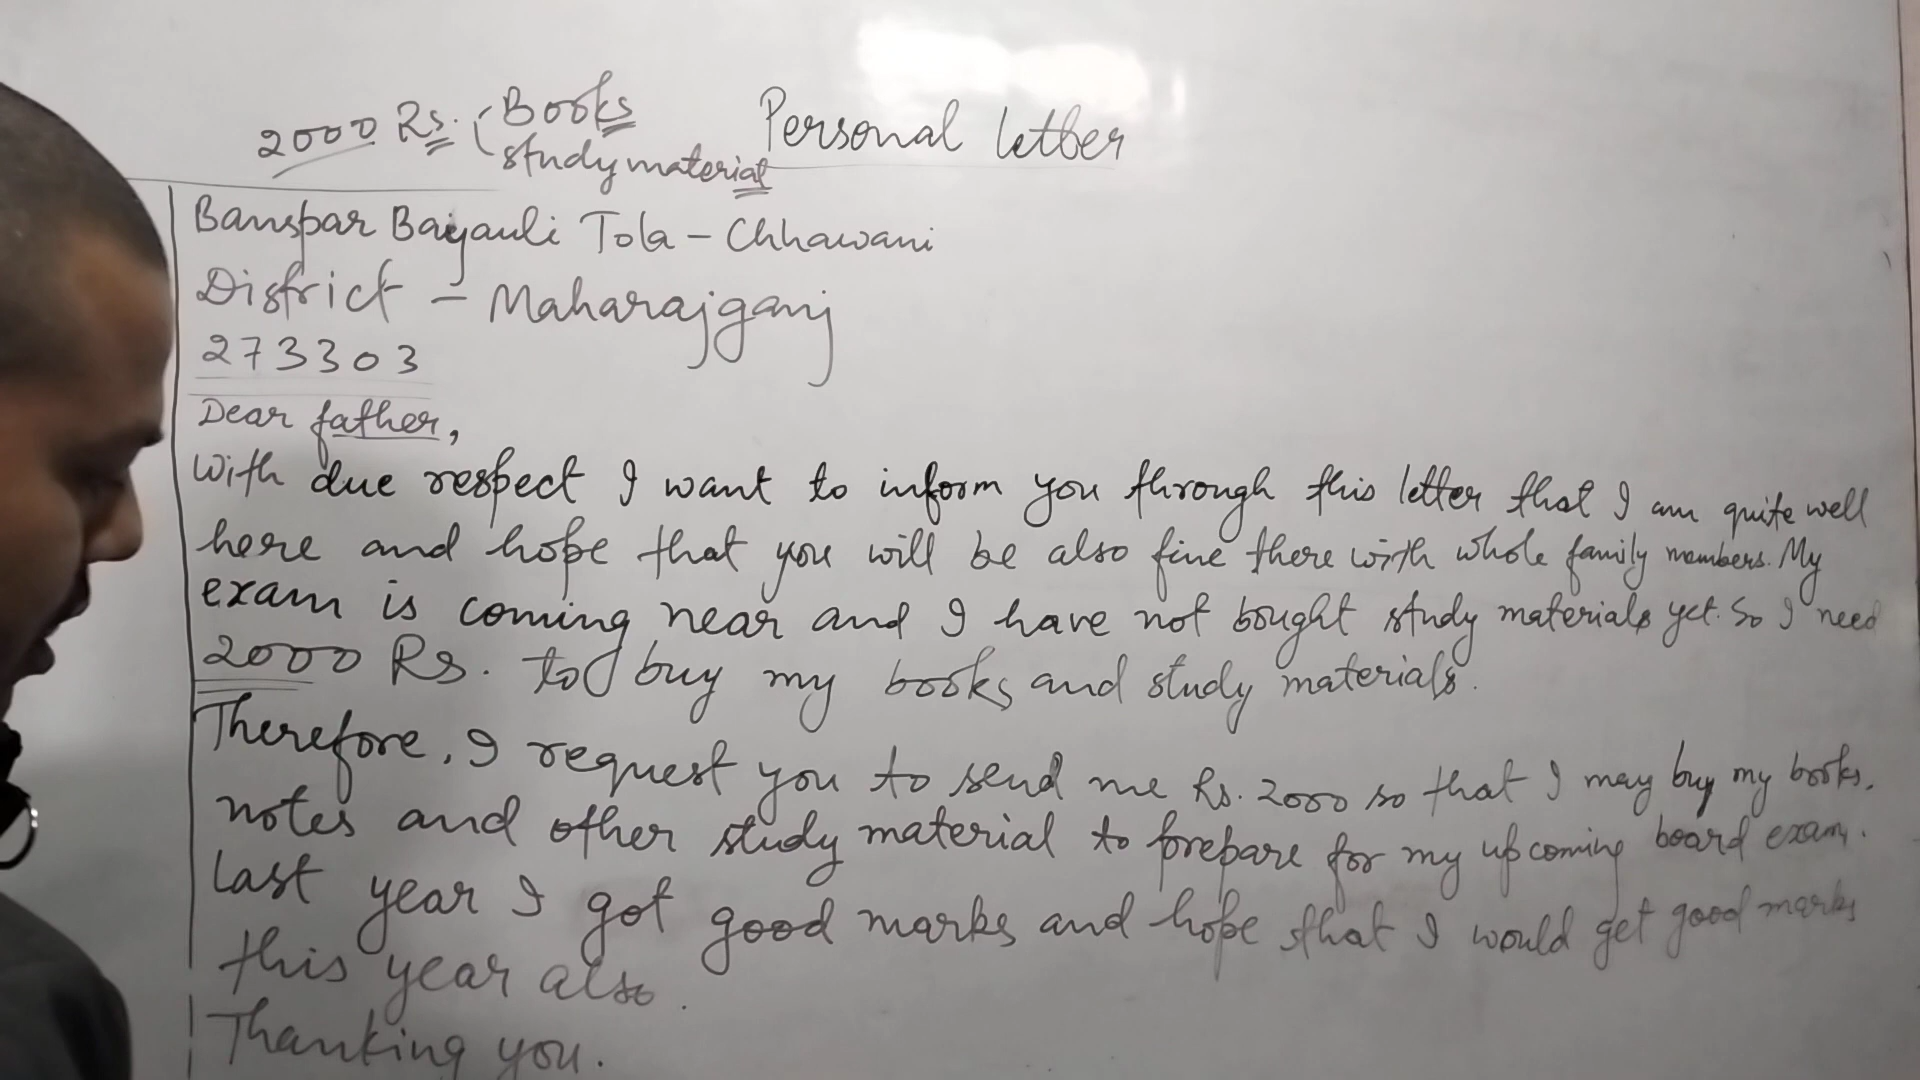 2000 Rs. Books
study material
Personal letter
Banspar Baijauli Tola - Chhawani
District - Maharajganj
273303
Dear father,
With due respect I want to inform you through this letter that I am quite well
here and hope that you will be also fine there with whole family members. My
exam is coming near and I have not bought study materials yet. So I need
2000 Rs. to buy my books and study materials.
Therefore, I request you to send me Rs. 2000 so that I may buy my books,
notes and other study material to prepare for my upcoming board exam.
Last year I got good marks and hope that I would get good marks
this year also.
Thanking you.